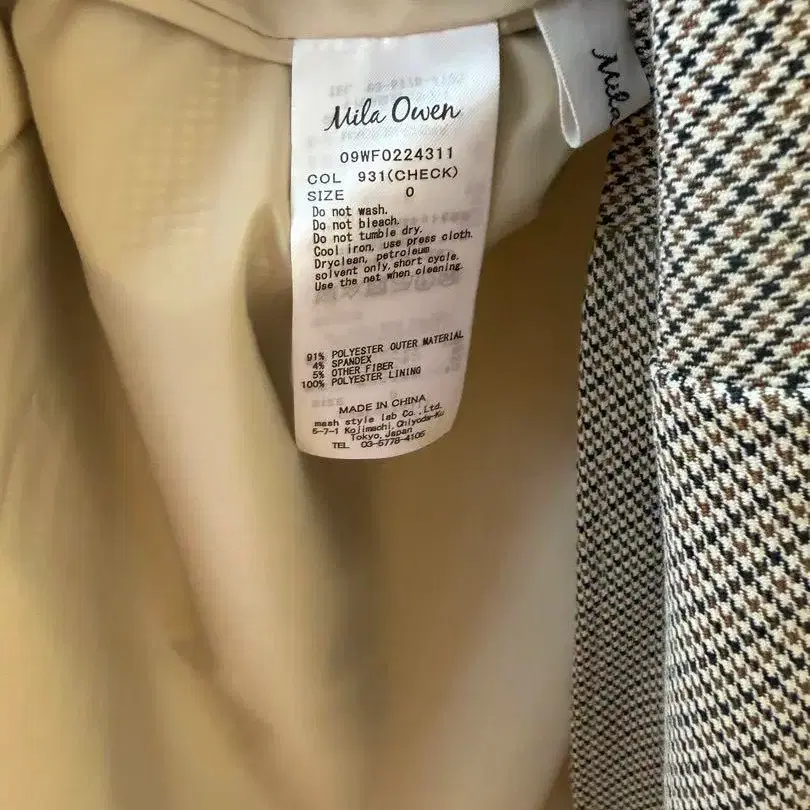 Mila Owen
09WF0224311
COL 931(CHECK)
SIZE 0
Do not wash.
Do not bleach.
Do not tumble dry.
Cool iron, use press cloth.
Dryclean, petroleum
solvent only,short cycle.
Use the net when cleaning.
91% POLYESTER OUTER MATERIAL
4% SPANDEX
5% OTHER FIBER
100% POLYESTER LINING
MADE IN CHINA
mash style lab Co.,Ltd.
5-7-1 Kojimachi,Chiyoda-Ku
Tokyo,Japan
TEL 03-5778-4105
Mila